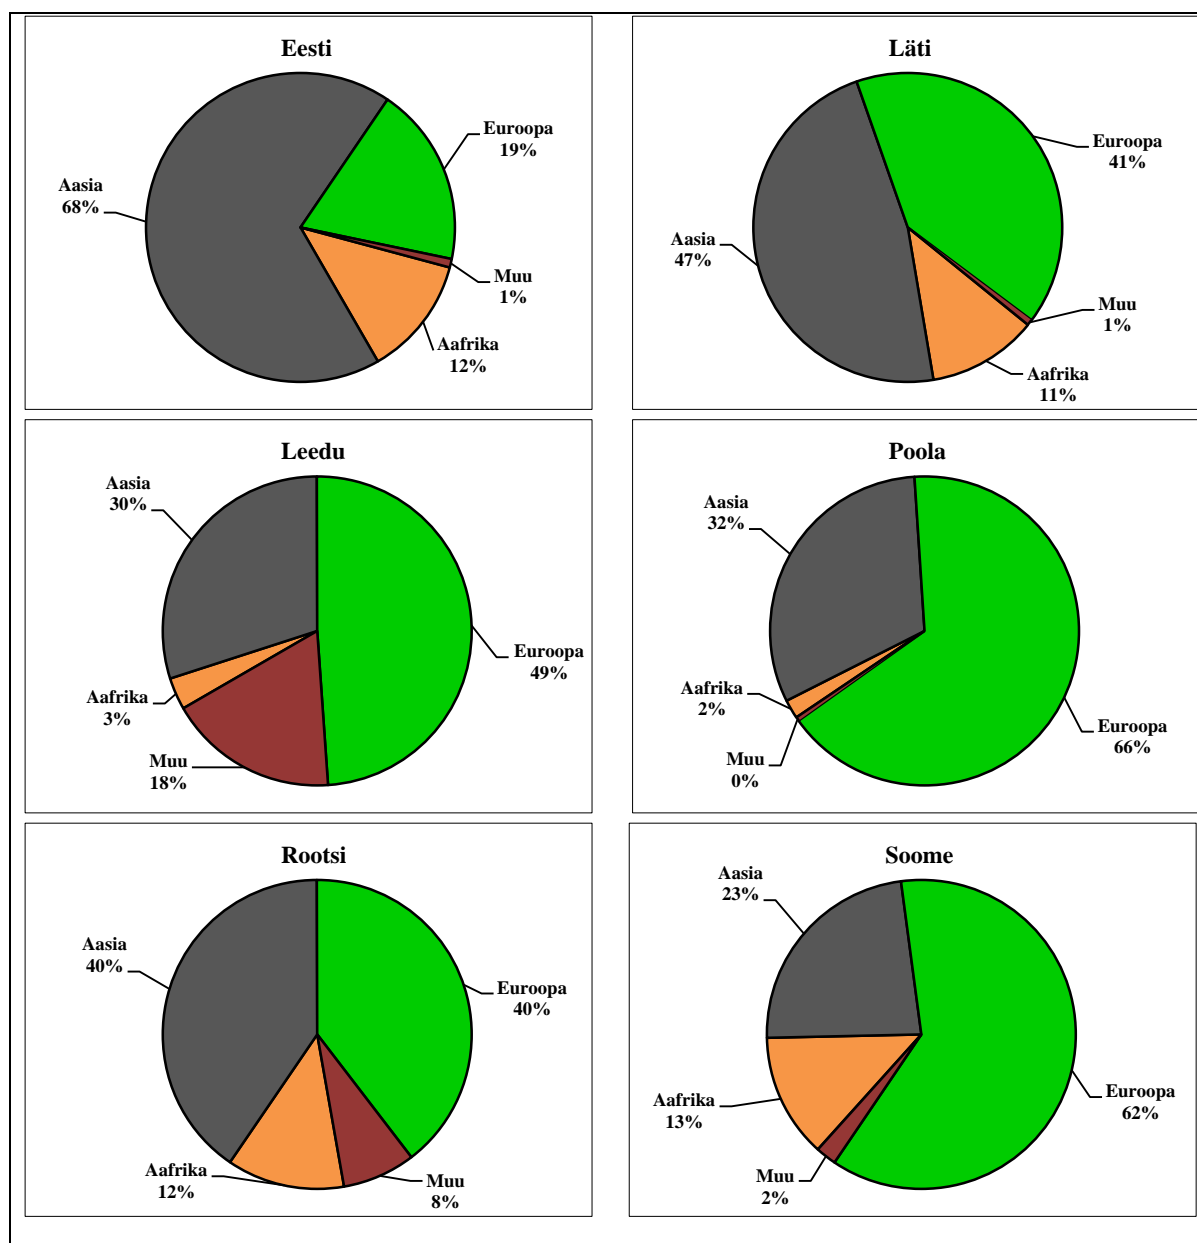 Eesti
Euroopa
19%
Aasia
68%
Muu
1%
Aafrika
12%
Läti
Euroopa
41%
Aasia
47%
Muu
1%
Aafrika
11%
Leedu
Aasia
30%
Euroopa
49%
Aafrika
3%
Muu
18%
Poola
Aasia
32%
Aafrika
2%
Euroopa
66%
Muu
0%
Rootsi
Aasia
40%
Euroopa
40%
Aafrika
12%
Muu
8%
Soome
Aasia
23%
Euroopa
62%
Aafrika
13%
Muu
2%